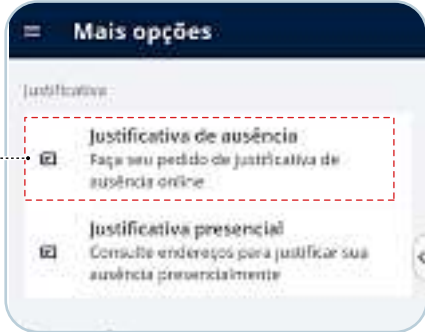 Mais opções
Justificativa
Justificativa de ausência
Faça seu pedido de justificativa de
ausência online
Justificativa presencial
Consulte endereços para justificar sua
ausência presencialmente